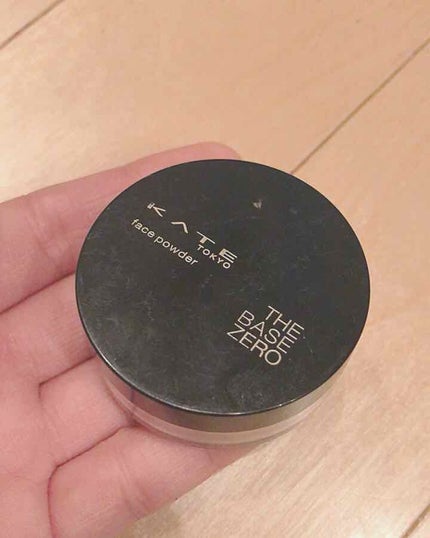 KATE
TOKYO
face powder
THE
BASE
ZERO